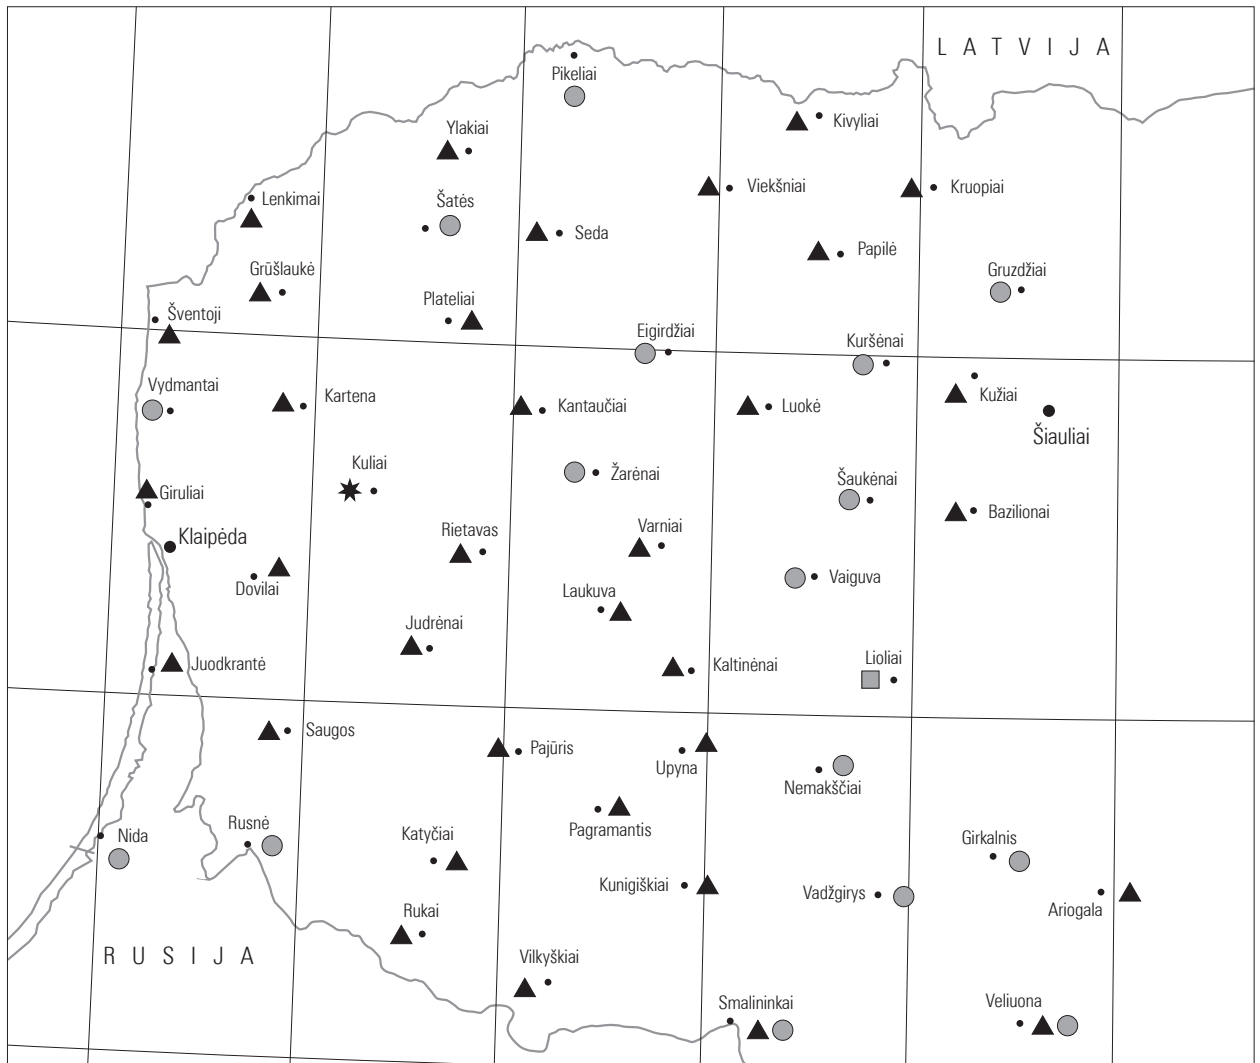 LATVIJA
Pikeliai
Kivyliai
Ylakiai
Viekšniai
Kruopiai
Lenkimai
Šatės
Seda
Papilė
Grūšlaukė
Gruzdžiai
Plateliai
Šventoji
Eigirdžiai
Kuršėnai
Vydmantai
Kartena
Kantaučiai
Luokė
Kužiai
Šiauliai
Kuliai
Žarėnai
Šaukėnai
Giruliai
Bazilionai
Klaipėda
Rietavas
Varniai
Vaiguva
Dovilai
Laukuva
Judrėnai
Juodkrantė
Kaltinėnai
Lioliai
Saugos
Pajūris
Upyna
Nemakščiai
Pagramantis
Nida
Rusnė
Katyčiai
Girkalnis
Kunigiškiai
Vadžgirys
Ariogala
Rukai
RUSIJA
Vilkyškiai
Smalininkai
Veliuona